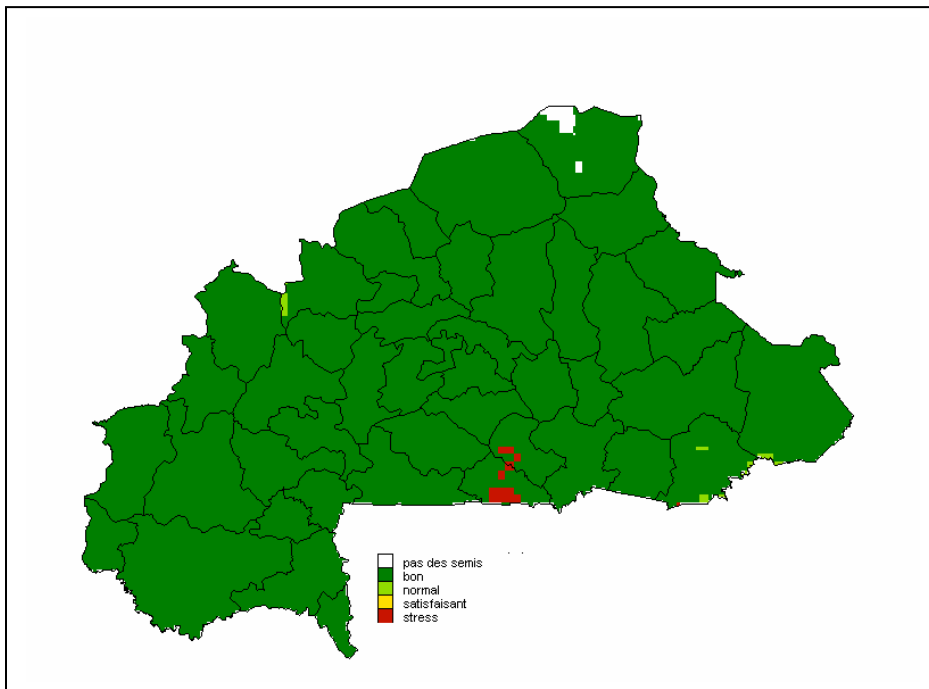 pas des semis
bon
normal
satisfaisant
stress